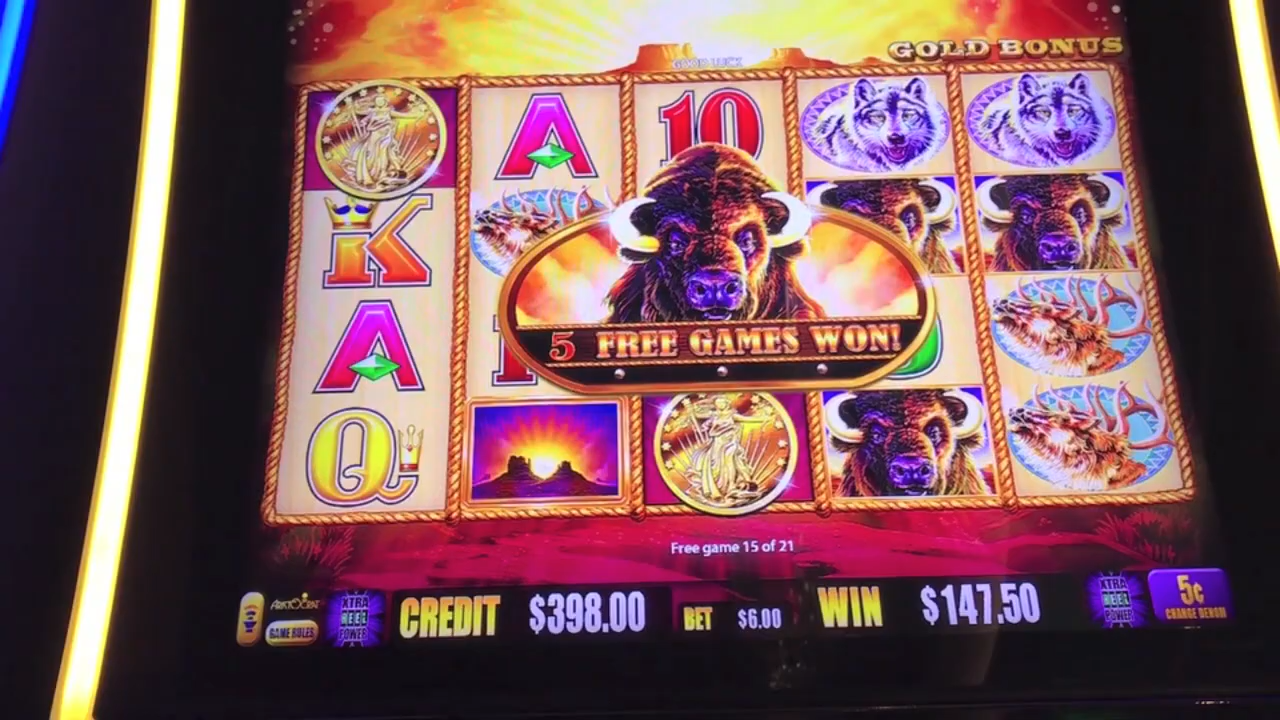 GOLD BONUS
GOOD LUCK
A
10
K
A
5 FREE GAMES WON!
Q
Free game 15 of 21
ARISTOCRAT
GAME RULES
XTRA REEL POWER
CREDIT $398.00 BET $6.00 WIN $147.50
XTRA REEL POWER
5¢
CHANGE DENOM